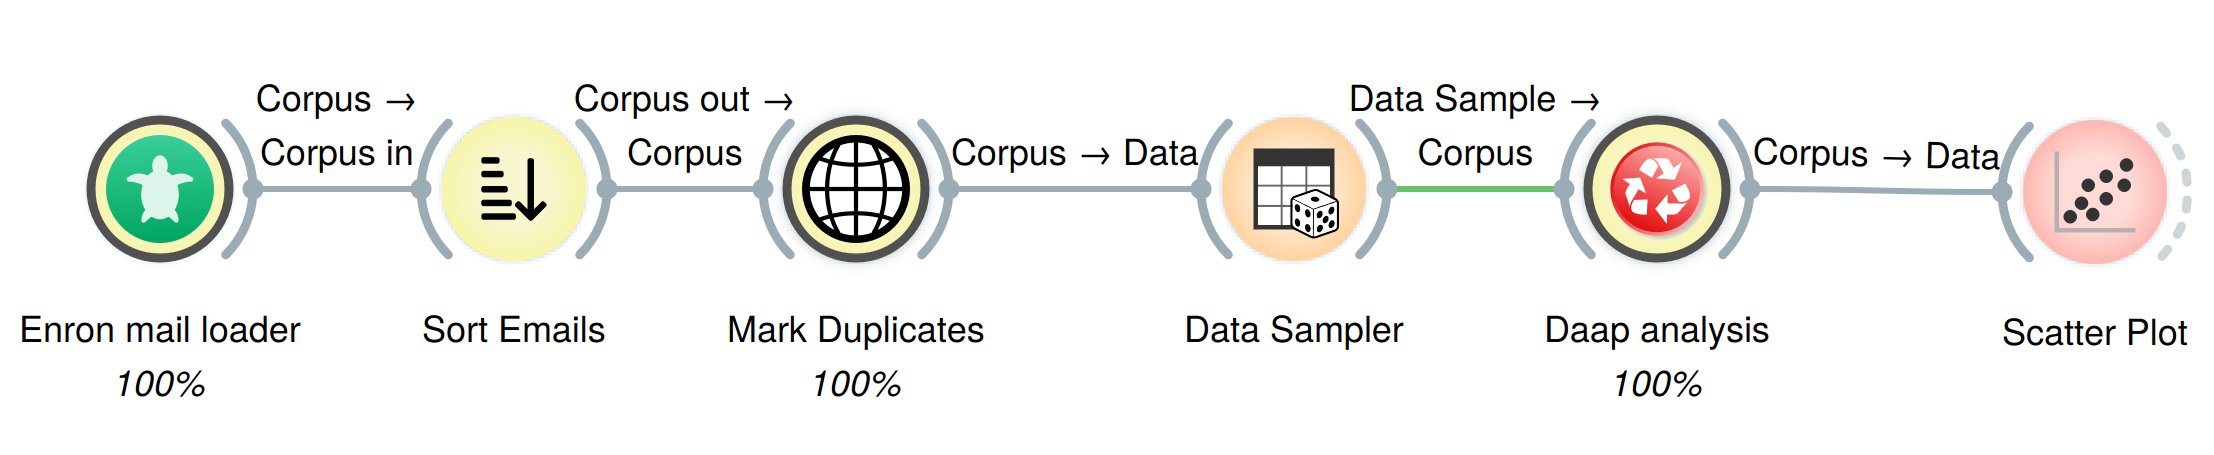 Corpus →
Corpus in
Corpus out →
Corpus
Corpus → Data
Data Sample →
Corpus
Corpus → Data
Enron mail loader
100%
Sort Emails
Mark Duplicates
100%
Data Sampler
Daap analysis
100%
Scatter Plot